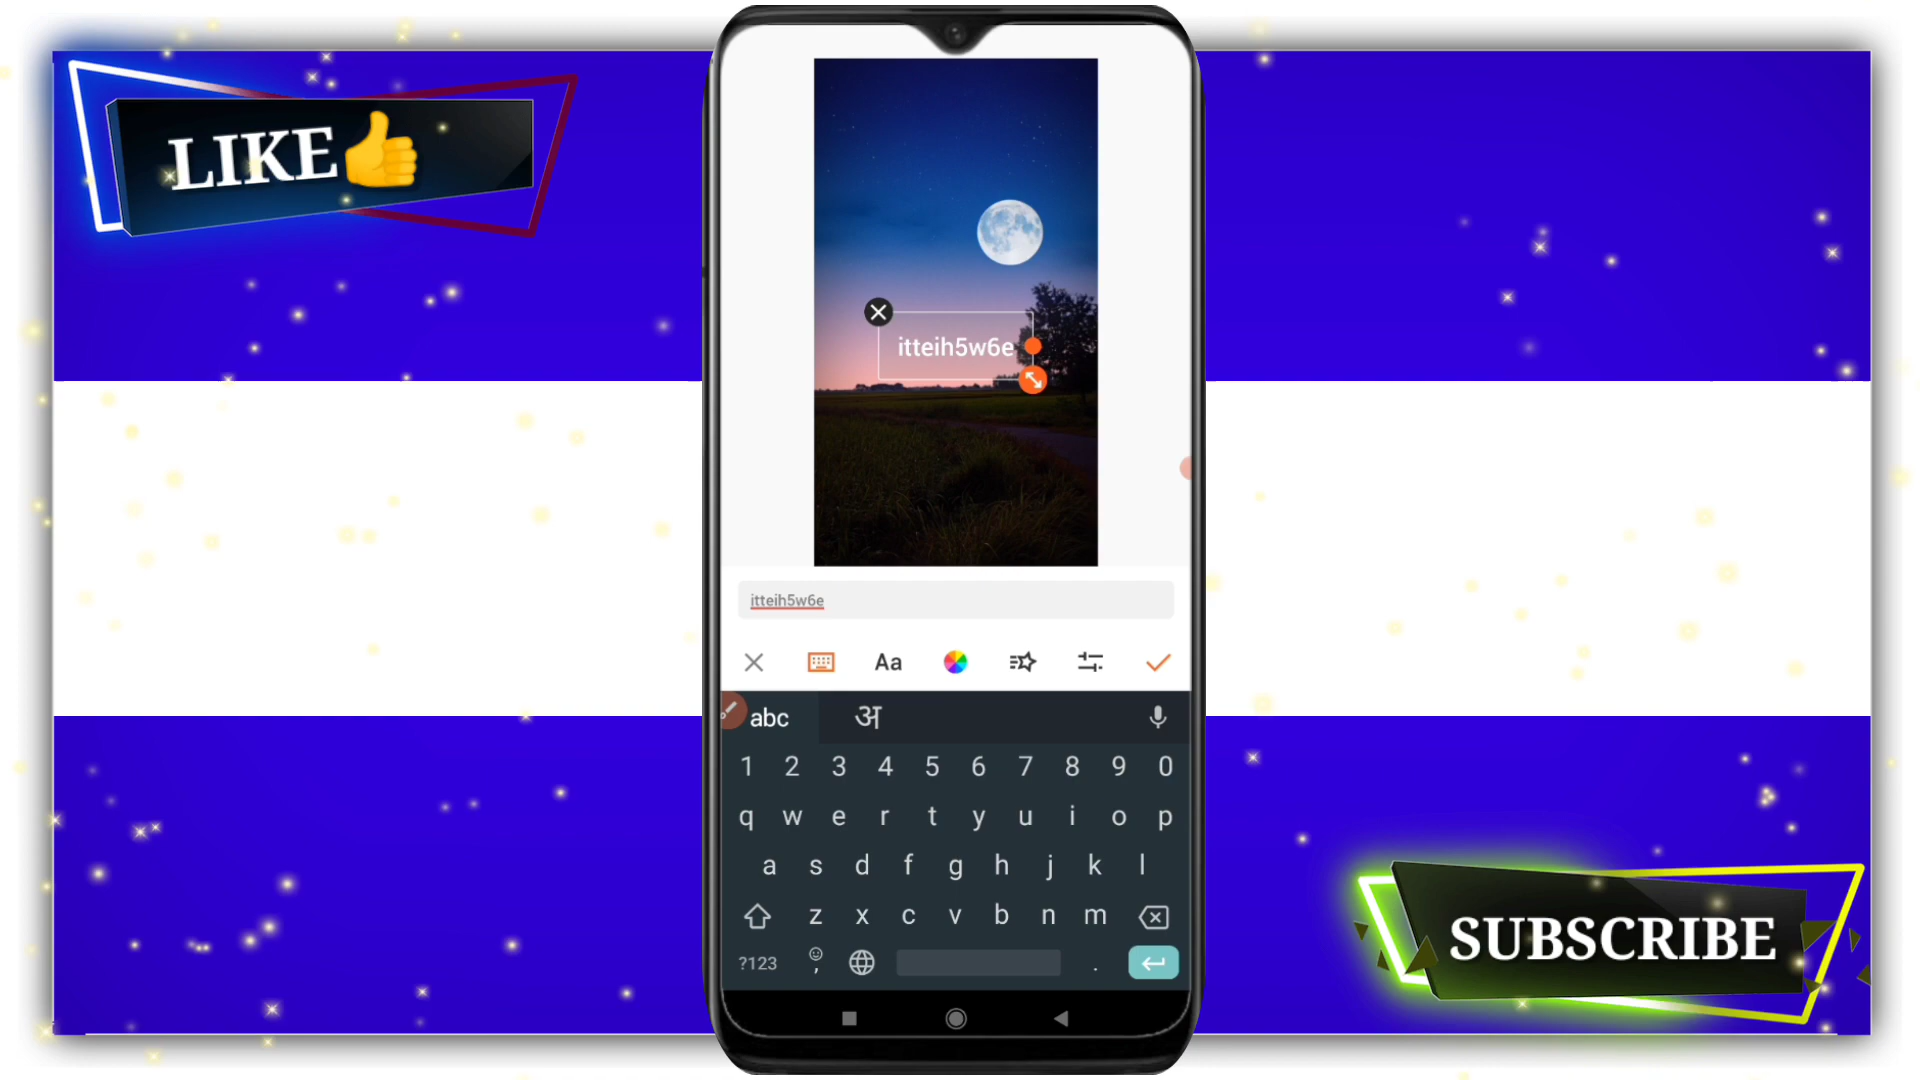 LIKE👍
itteih5w6e
itteih5w6e
Aa
abc अ
1 2 3 4 5 6 7 8 9 0
q w e r t y u i o p
a s d f g h j k l
z x c v b n m
?123 , .
SUBSCRIBE